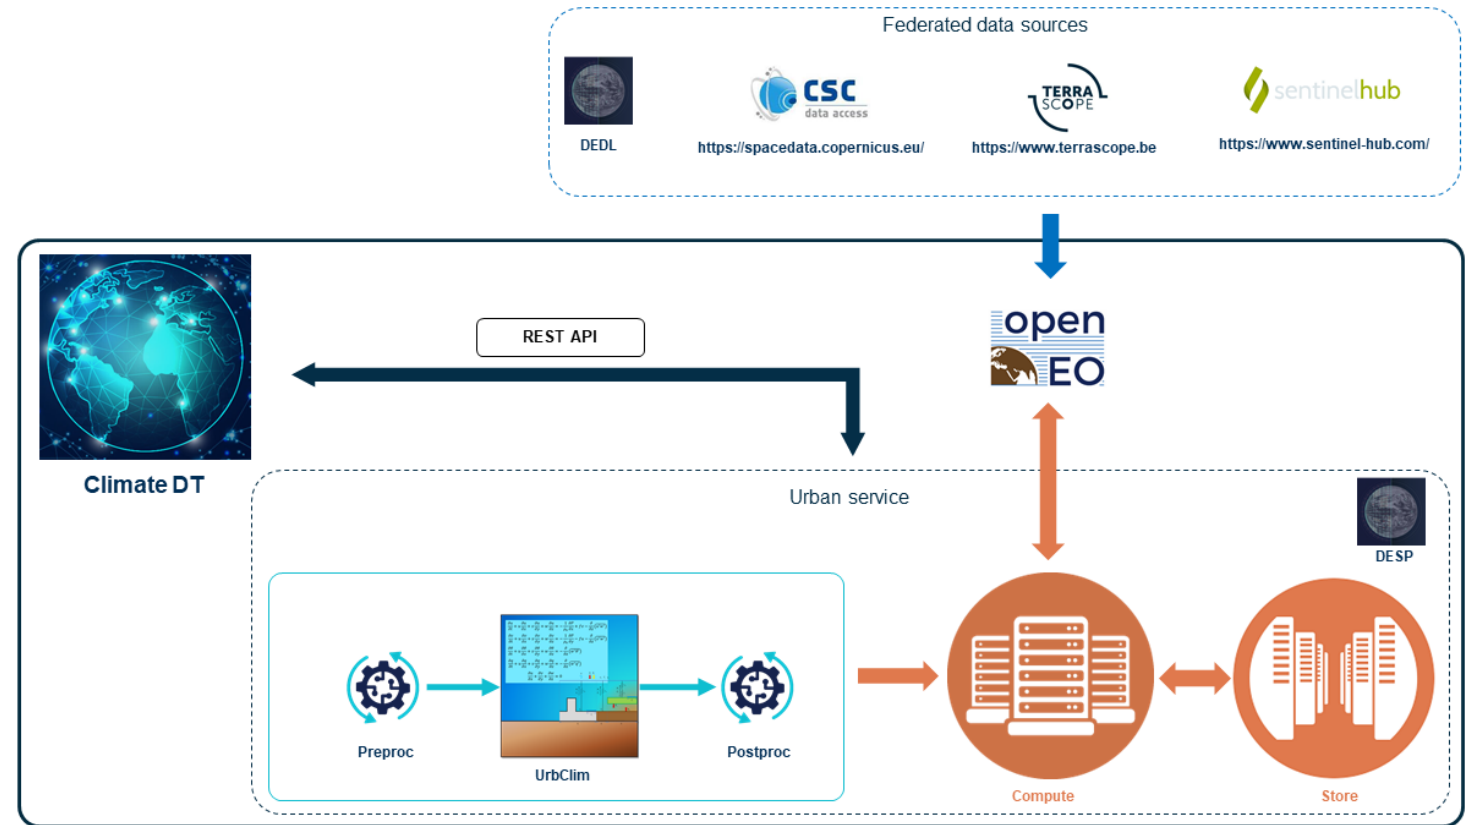 Federated data sources
DEDL
CSC
data access
https://spacedata.copernicus.eu/
TERRA
SCOPE
https://www.terrascope.be
sentinelhub
https://www.sentinel-hub.com/
REST API
open
EO
Climate DT
Urban service
DESP
Preproc
UrbClim
Postproc
Compute
Store